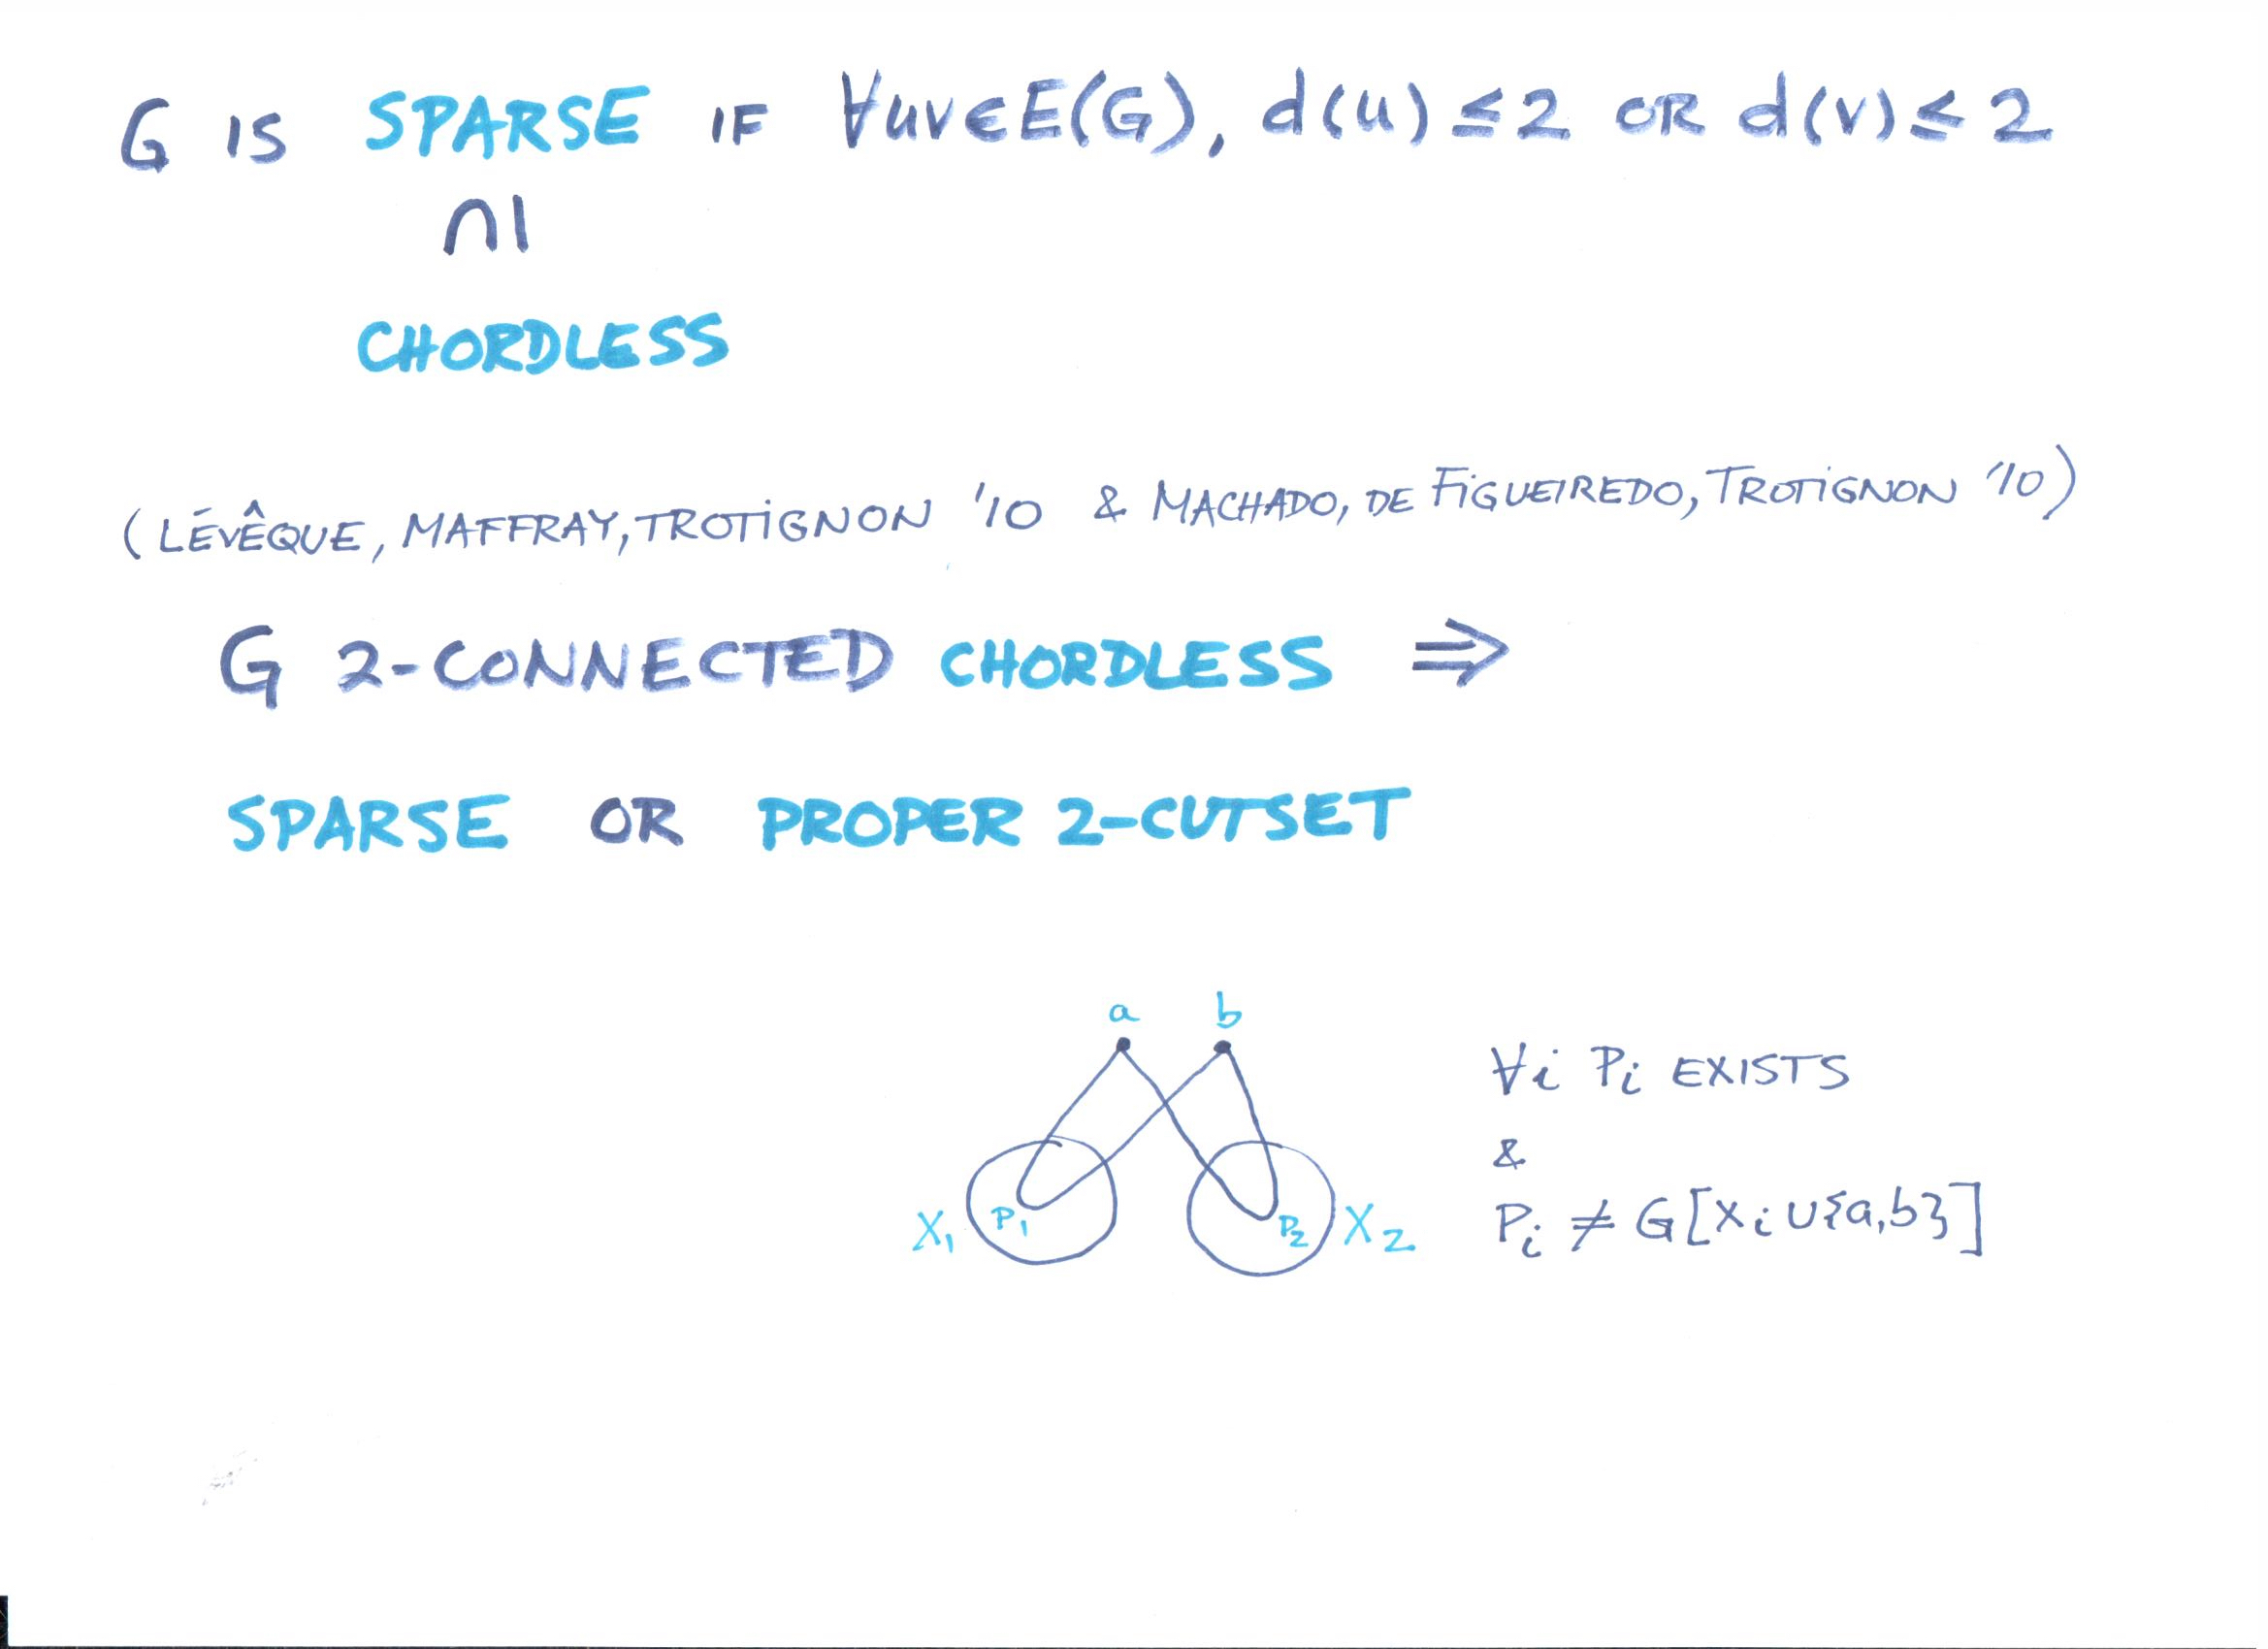 G IS SPARSE IF ∀uv∈E(G), d(u) ≤ 2 OR d(v) ≤ 2
∩|
CHORDLESS
(LÉVÊQUE, MAFFRAY, TROTIGNON '10 & MACHADO, DE FIGUEIREDO, TROTIGNON '10)
G 2-CONNECTED CHORDLESS ⇒
SPARSE OR PROPER 2-CUTSET
a b
∀i Pi EXISTS
&
X1 P1 P2 X2
Pi ≠ G[Xi ∪{a,b}]